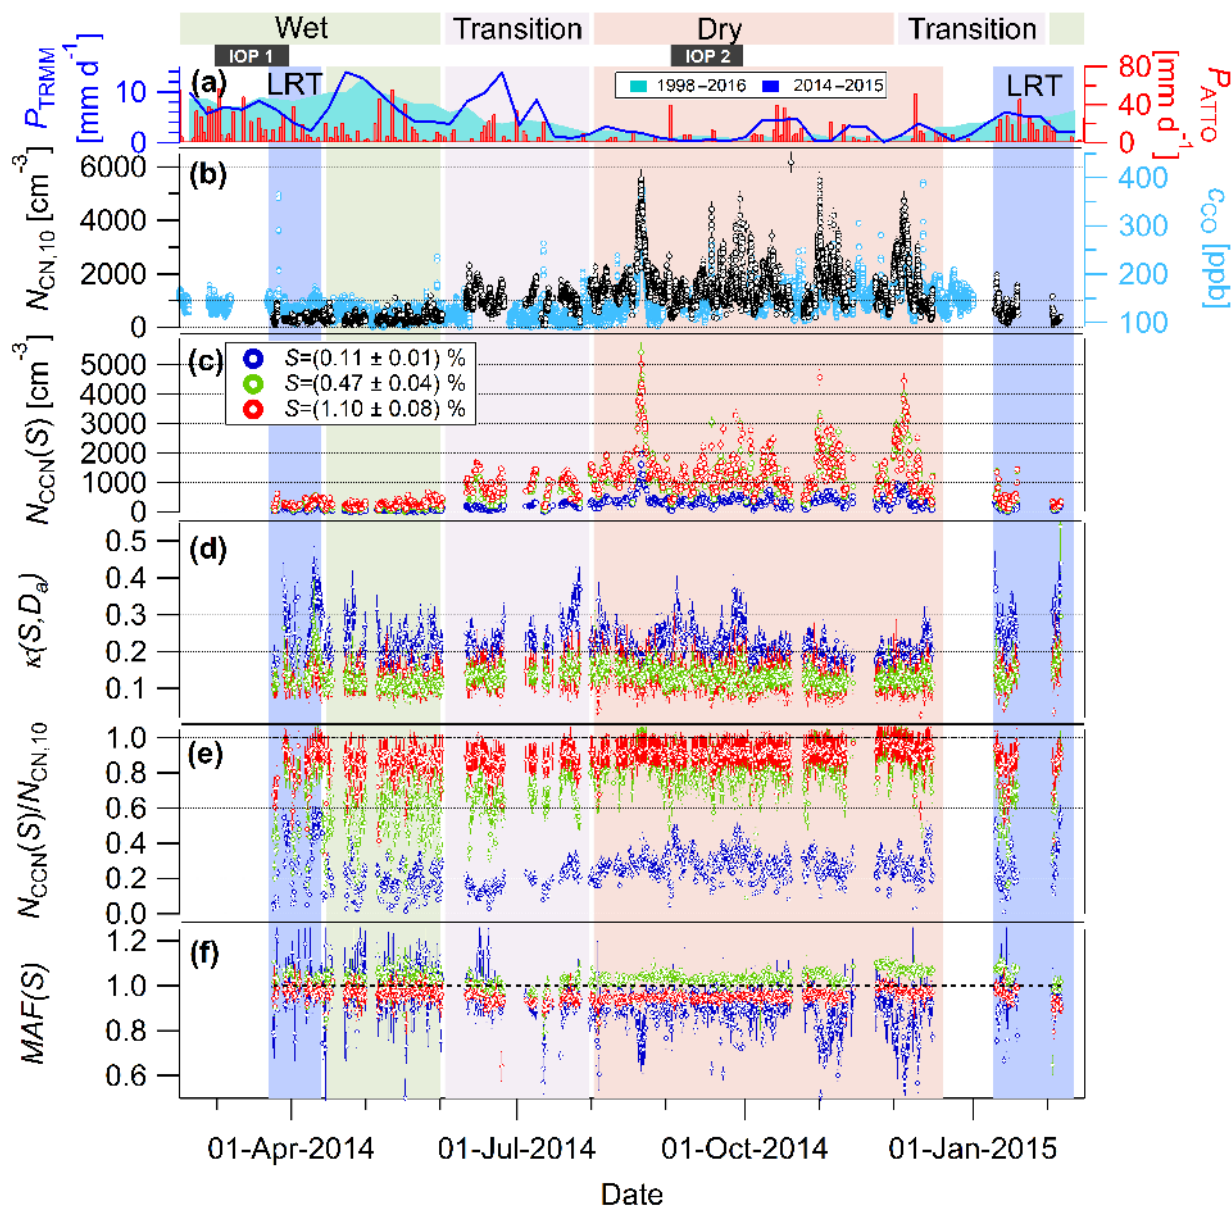 Wet Transition Dry Transition
IOP 1 IOP 2
(a) LRT 1998-2016 2014-2015 LRT
P_TRMM [mm d⁻¹]
10
0
80
40
0
P_ATTO [mm d⁻¹]
(b)
N_CN,10 [cm⁻³]
6000
4000
2000
0
400
300
200
100
c_CO [ppb]
(c)
S=(0.11 ± 0.01) %
S=(0.47 ± 0.04) %
S=(1.10 ± 0.08) %
N_CCN(S) [cm⁻³]
5000
4000
3000
2000
1000
0
(d)
κ(S,D_a)
0.5
0.4
0.3
0.2
0.1
(e)
N_CCN(S)/N_CN,10
1.0
0.8
0.6
0.4
0.2
0.0
(f)
MAF(S)
1.2
1.0
0.8
0.6
01-Apr-2014 01-Jul-2014 01-Oct-2014 01-Jan-2015
Date